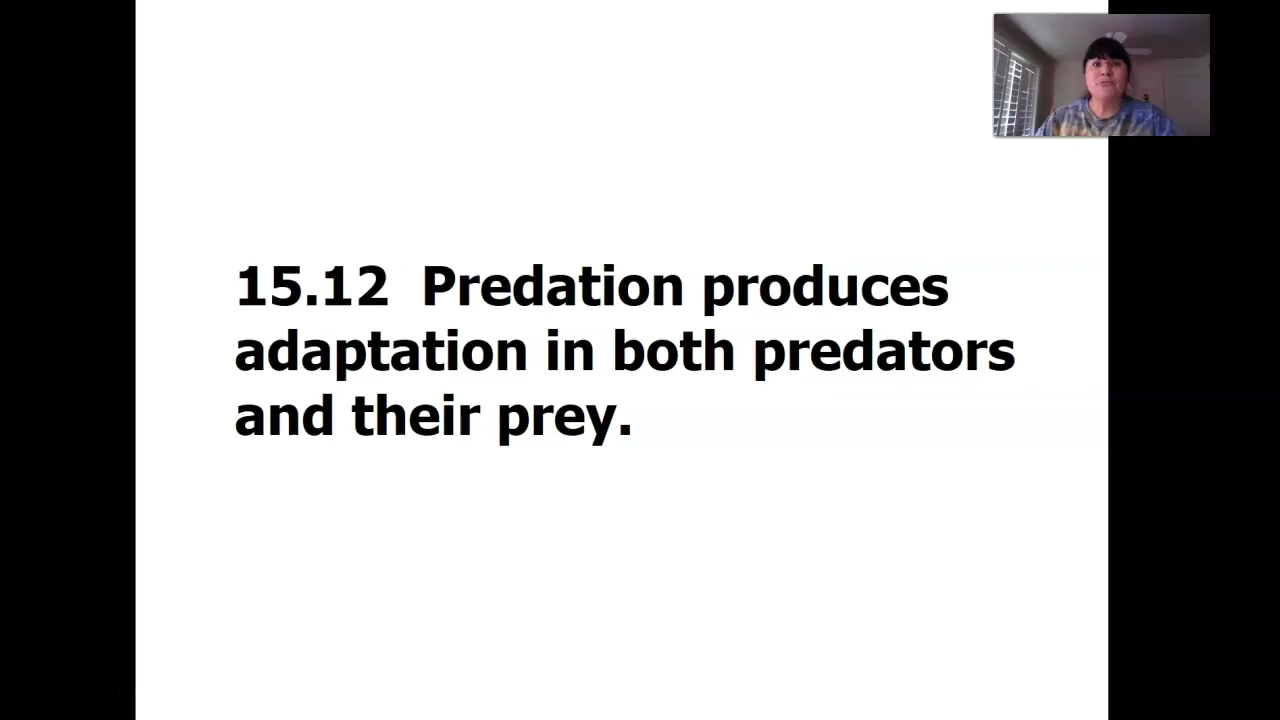 15.12  Predation produces
adaptation in both predators
and their prey.